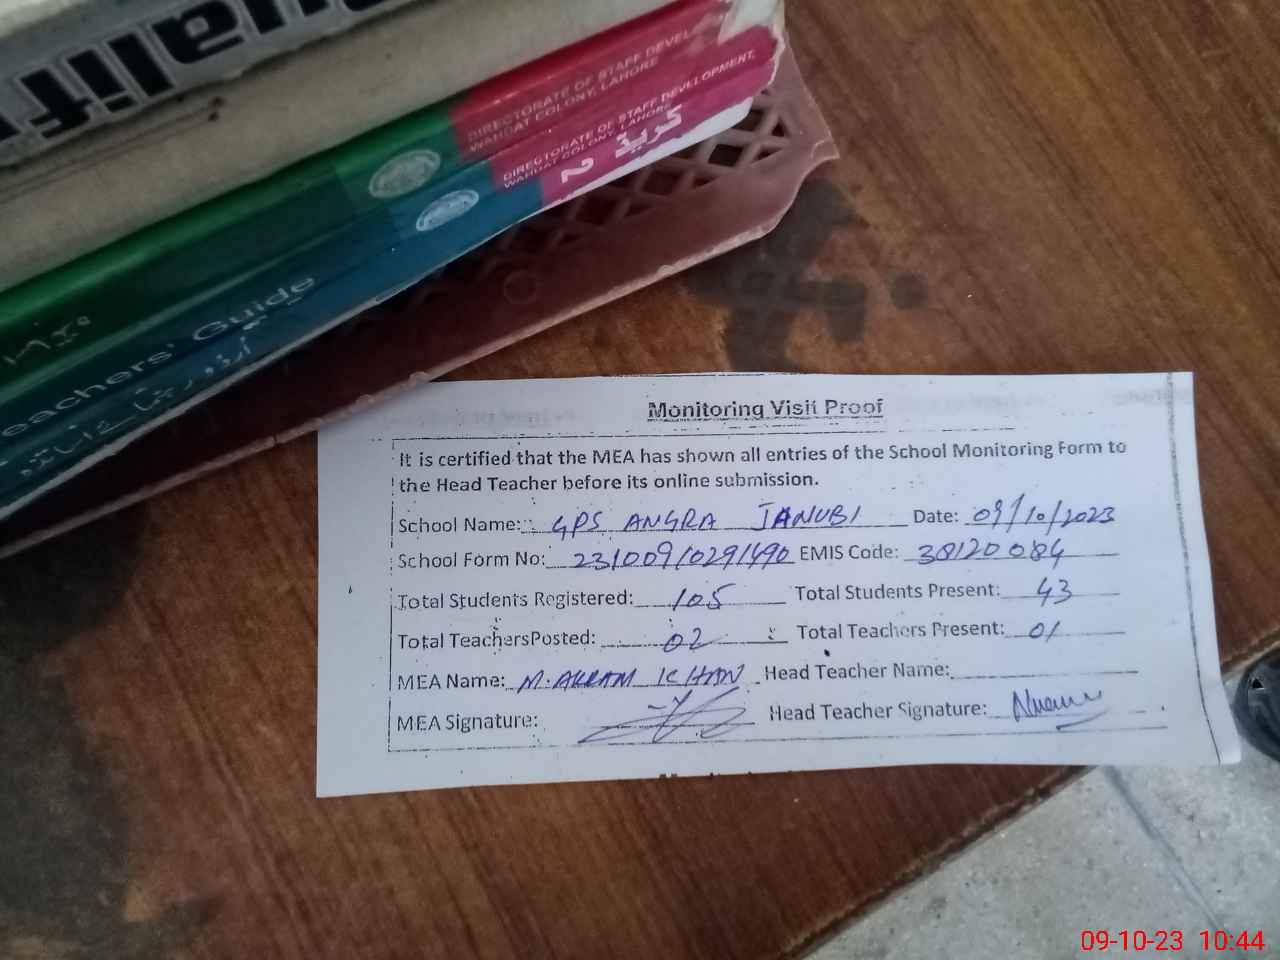 Qualif
DIRECTORATE OF STAFF DEVEL
WAHDAT COLONY, LAHORE
DIRECTORATE OF STAFF DEVELOPMENT,
WAHDAT COLONY, LAHORE
گریڈ 2
eachers' Guide
Monitoring Visit Proof
It is certified that the MEA has shown all entries of the School Monitoring Form to
the Head Teacher before its online submission.
School Name: GPS ANGRA JANUBI Date: 09/10/2023
School Form No: 231009/0291490 EMIS Code: 38120084
Total Students Registered: 105 Total Students Present: 43
Total TeachersPosted: 02 Total Teachers Present: 01
MEA Name: M. AKRAM KHAN Head Teacher Name:
MEA Signature: Head Teacher Signature:
09-10-23 10:44